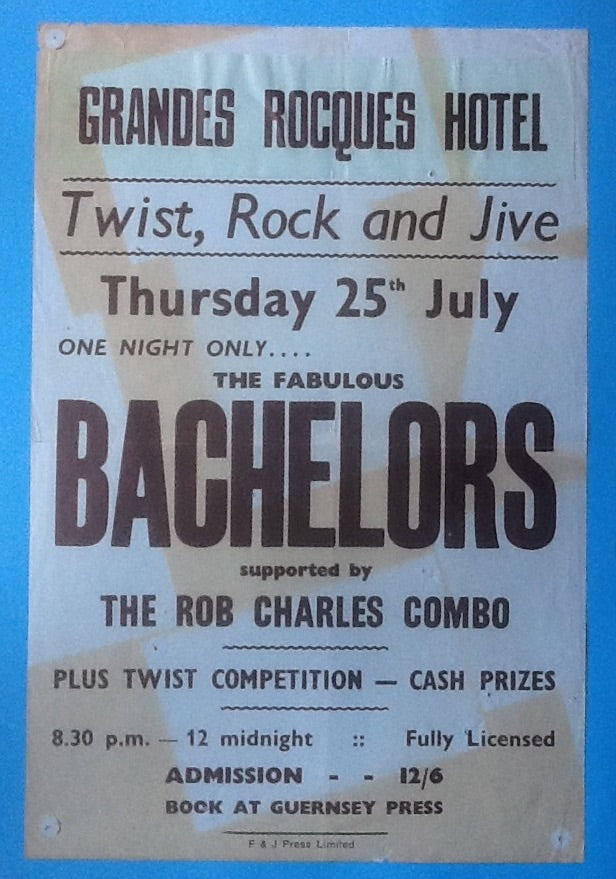 GRANDES ROCQUES HOTEL
Twist, Rock and Jive
Thursday 25th July
ONE NIGHT ONLY....
THE FABULOUS
BACHELORS
supported by
THE ROB CHARLES COMBO
PLUS TWIST COMPETITION — CASH PRIZES
8.30 p.m. — 12 midnight :: Fully Licensed
ADMISSION - - 12/6
BOOK AT GUERNSEY PRESS
F & J Press Limited